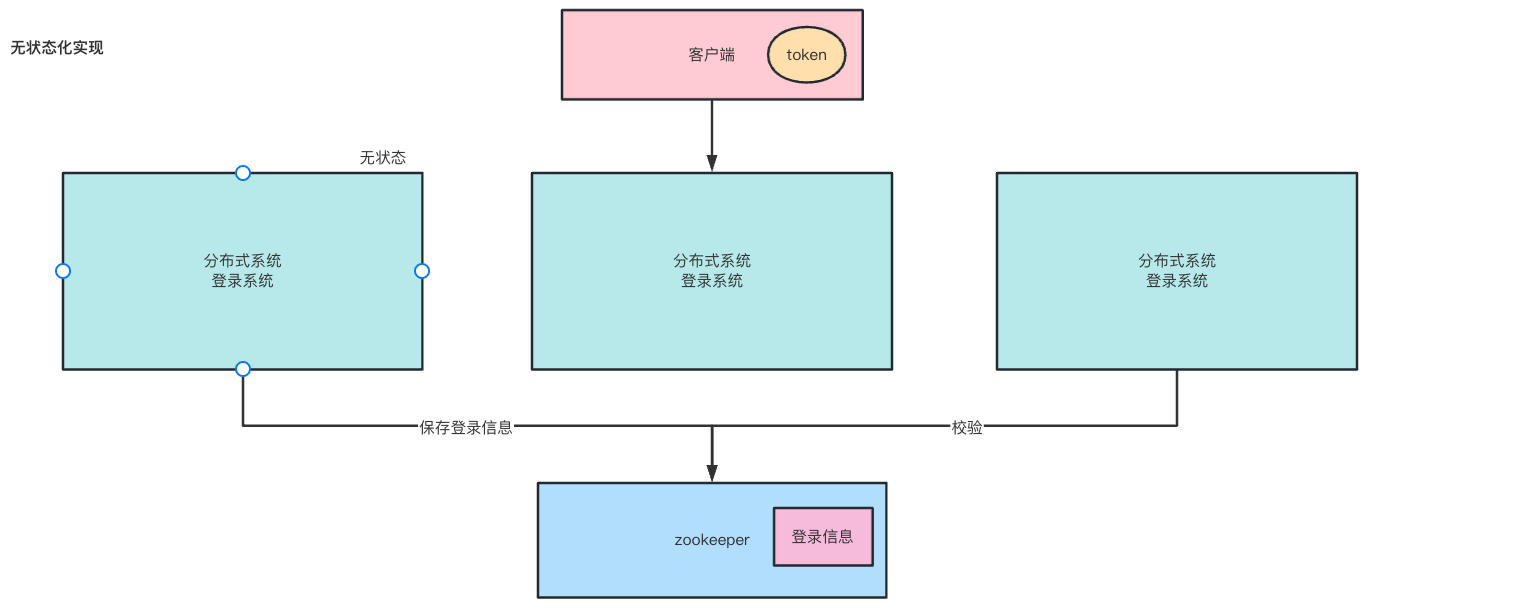 无状态化实现
客户端
token
无状态
分布式系统
登录系统
分布式系统
登录系统
分布式系统
登录系统
保存登录信息
校验
zookeeper
登录信息